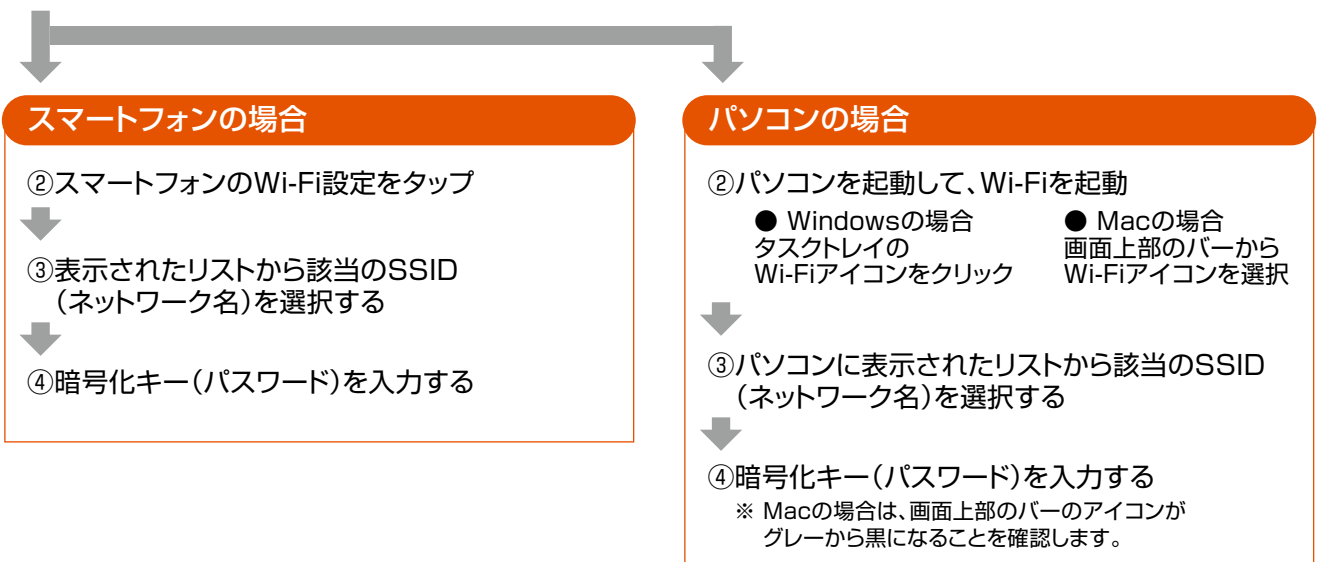 スマートフォンの場合
②スマートフォンのWi-Fi設定をタップ
③表示されたリストから該当のSSID
(ネットワーク名)を選択する
④暗号化キー(パスワード)を入力する
パソコンの場合
②パソコンを起動して、Wi-Fiを起動
● Windowsの場合
タスクトレイの
Wi-Fiアイコンをクリック
● Macの場合
画面上部のバーから
Wi-Fiアイコンを選択
③パソコンに表示されたリストから該当のSSID
(ネットワーク名)を選択する
④暗号化キー(パスワード)を入力する
※ Macの場合は、画面上部のバーのアイコンが
グレーから黒になることを確認します。